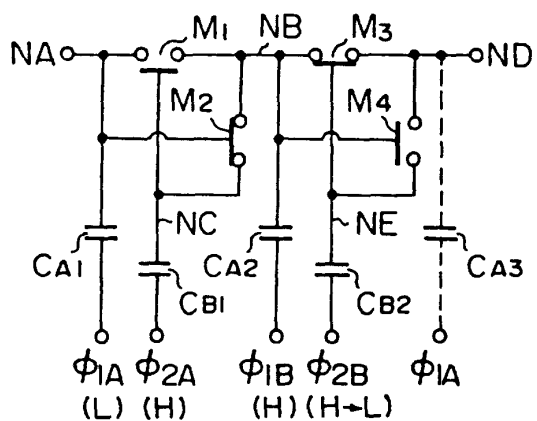 M1 NB M3
NA ND
M2 M4
NC NE
CA1 CB1 CA2 CB2 CA3
ϕ1A ϕ2A ϕ1B ϕ2B ϕ1A
(L) (H) (H) (H→L)